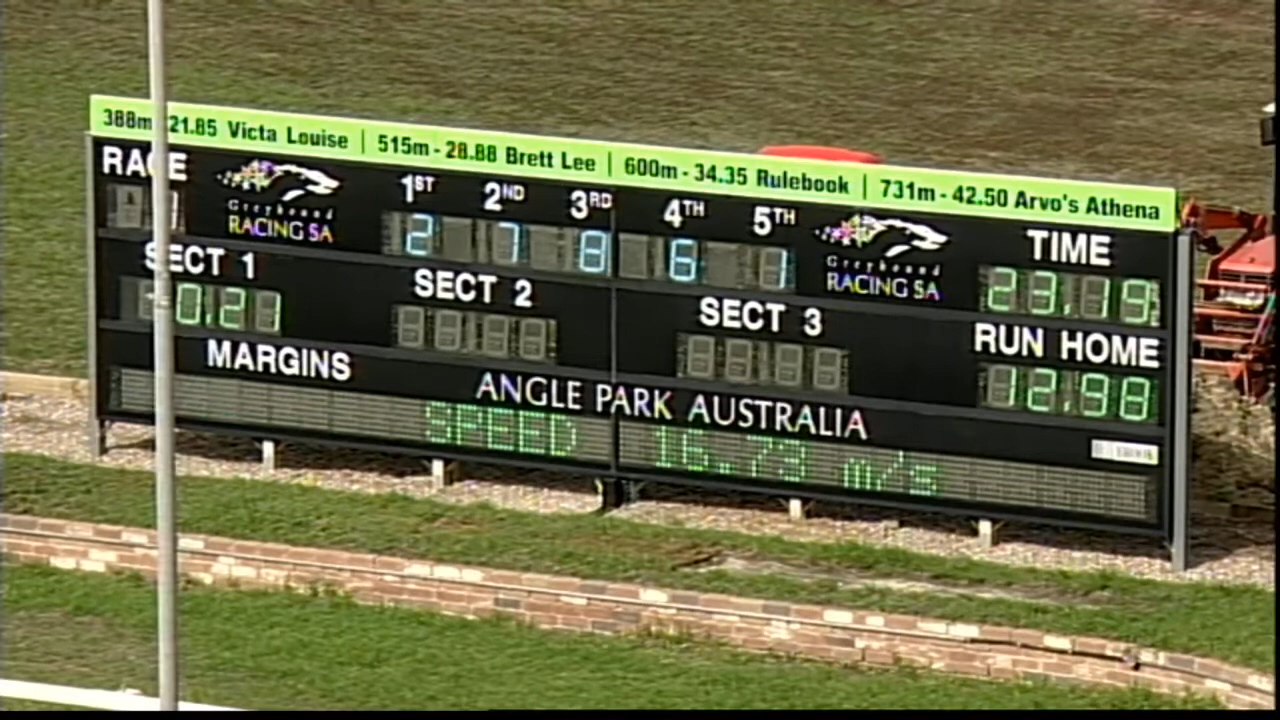 388m - 21.85 Victa Louise | 515m - 28.88 Brett Lee | 600m - 34.35 Rulebook | 731m - 42.50 Arvo's Athena
RACE
Greyhound
RACING SA
1ST 2ND 3RD 4TH 5TH
2 7 8 6 1
Greyhound
RACING SA
TIME
23.19
SECT 1
0.21
SECT 2
SECT 3
RUN HOME
12.98
MARGINS
ANGLE PARK AUSTRALIA
SPEED 16.73 m/s